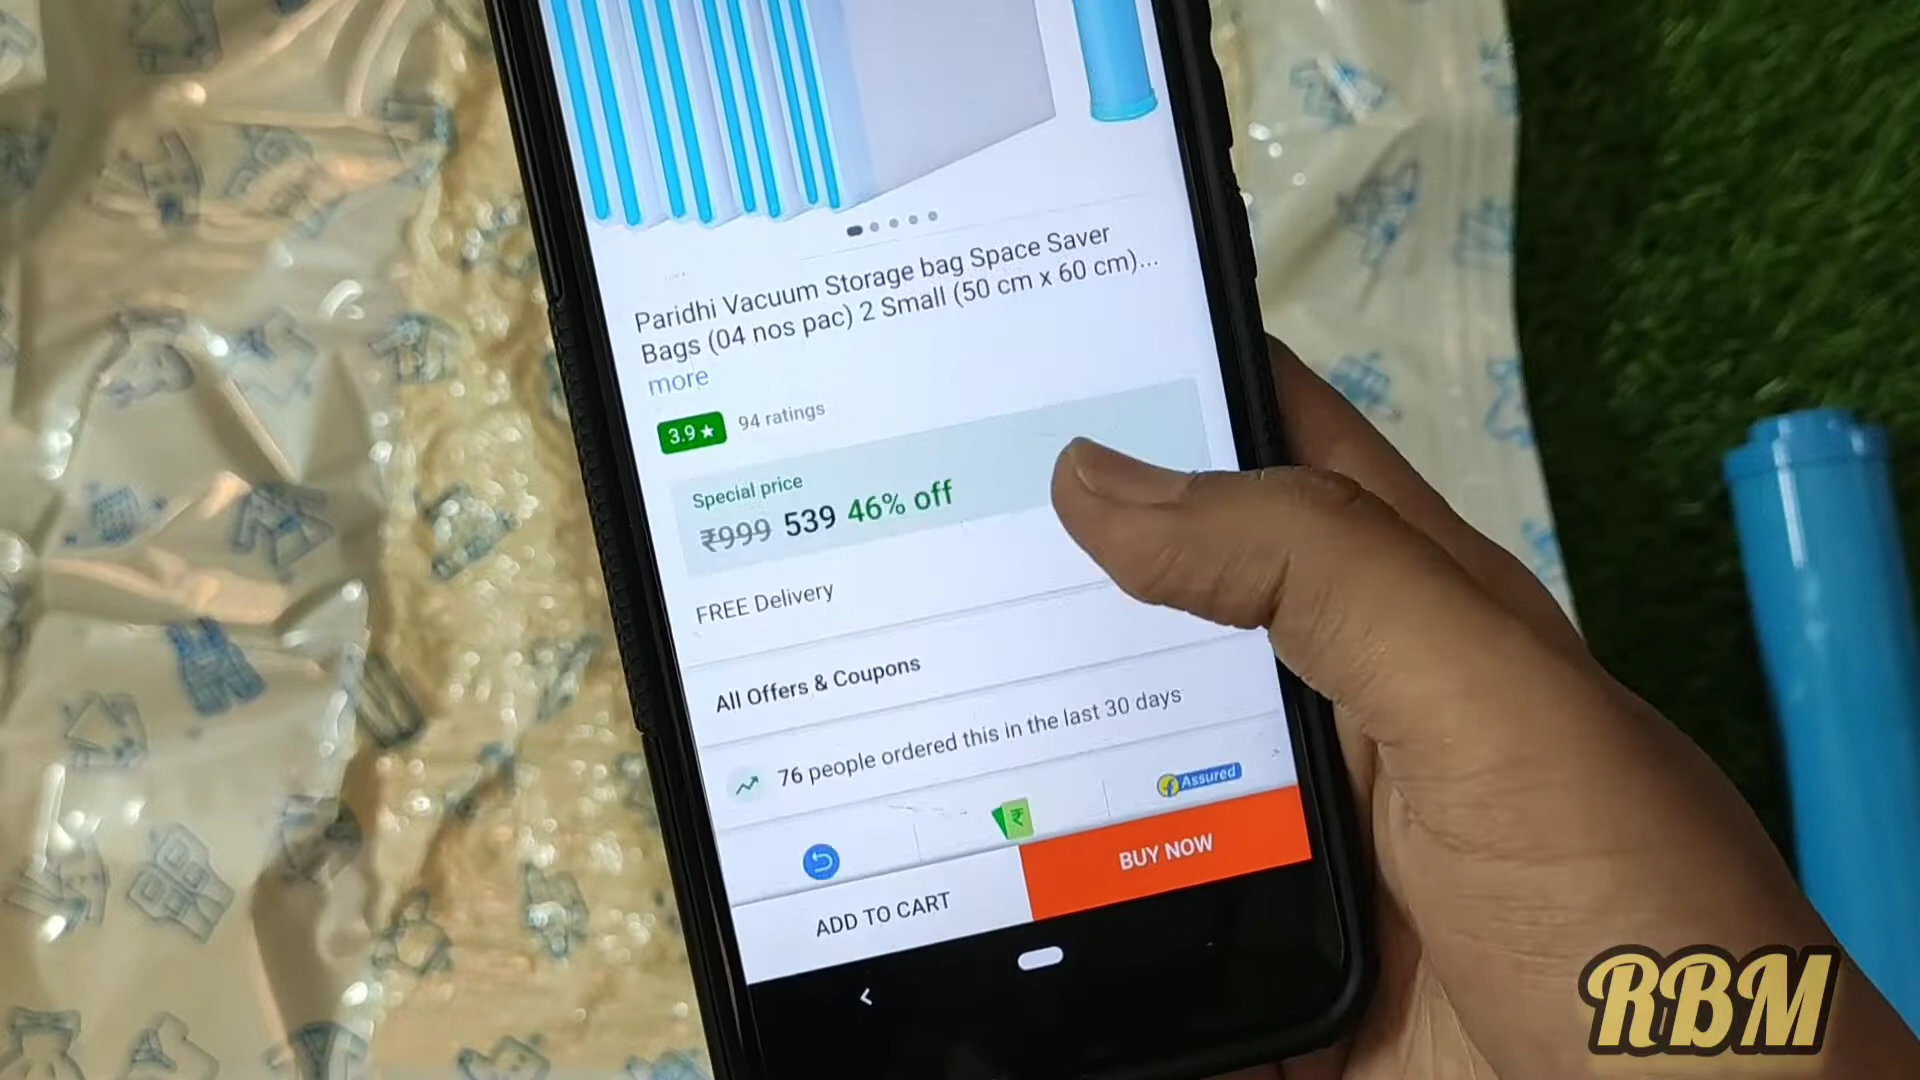 Paridhi Vacuum Storage bag Space Saver
Bags (04 nos pac) 2 Small (50 cm x 60 cm)...
more
3.9 ★ 94 ratings
Special price
₹999 539 46% off
FREE Delivery
All Offers & Coupons
76 people ordered this in the last 30 days
Assured
ADD TO CART
BUY NOW
RBM